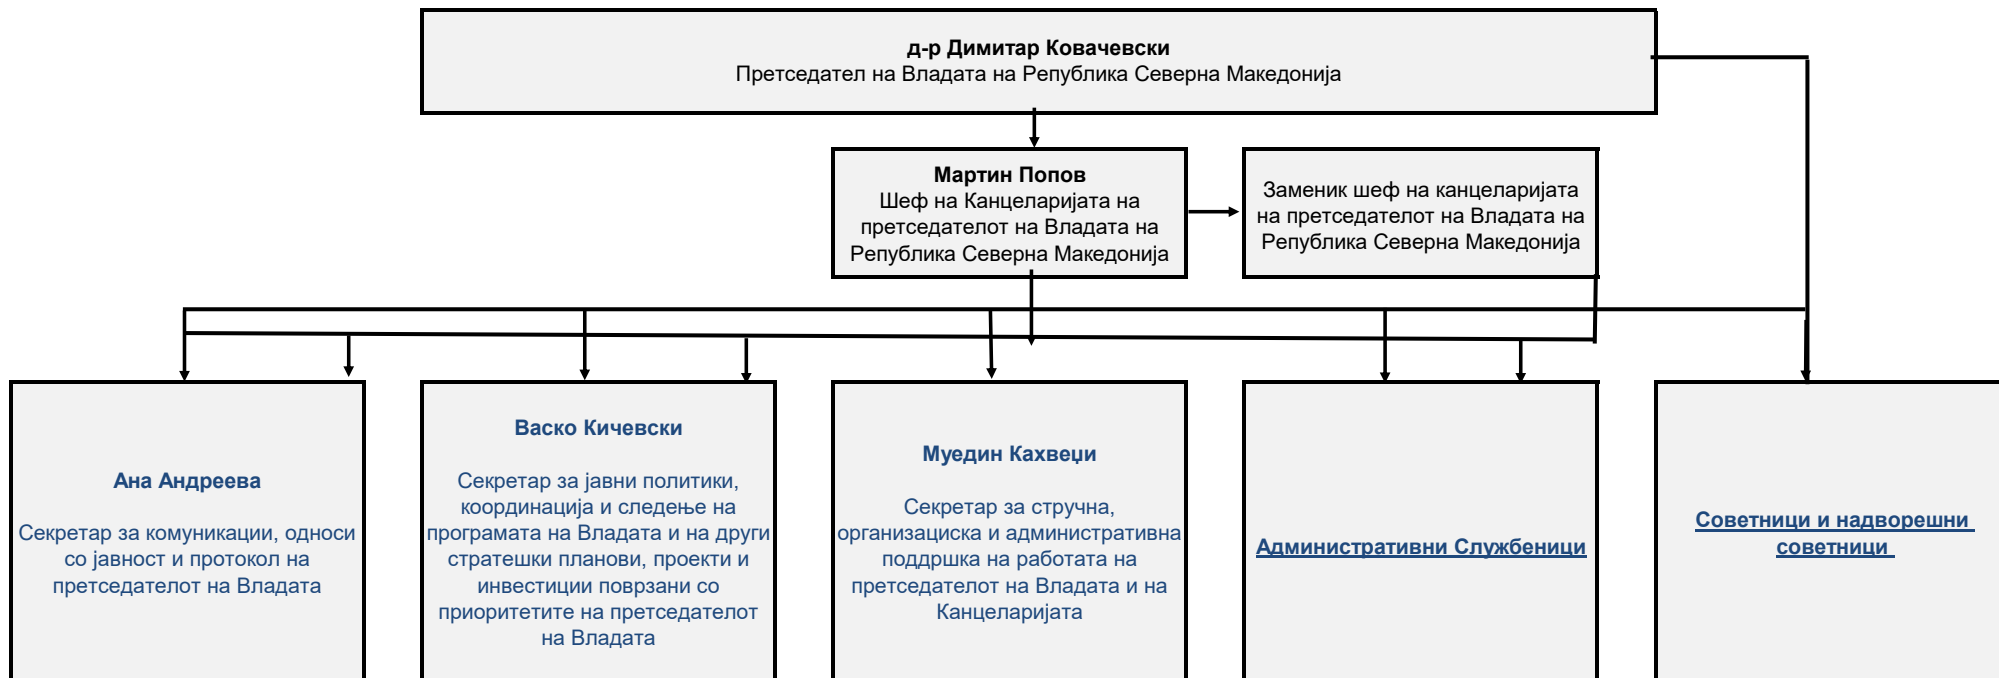 д-р Димитар Ковачевски
Претседател на Владата на Република Северна Македонија
Мартин Попов
Шеф на Канцеларијата на
претседателот на Владата на
Република Северна Македонија
Заменик шеф на канцеларијата
на претседателот на Владата на
Република Северна Македонија
Ана Андреева
Секретар за комуникации, односи
со јавност и протокол на
претседателот на Владата
Васко Кичевски
Секретар за јавни политики,
координација и следење на
програмата на Владата и на други
стратешки планови, проекти и
инвестиции поврзани со
приоритетите на претседателот
на Владата
Муедин Кахвеџи
Секретар за стручна,
организациска и административна
поддршка на работата на
претседателот на Владата и на
Канцеларијата
Административни Службеници
Советници и надворешни
советници